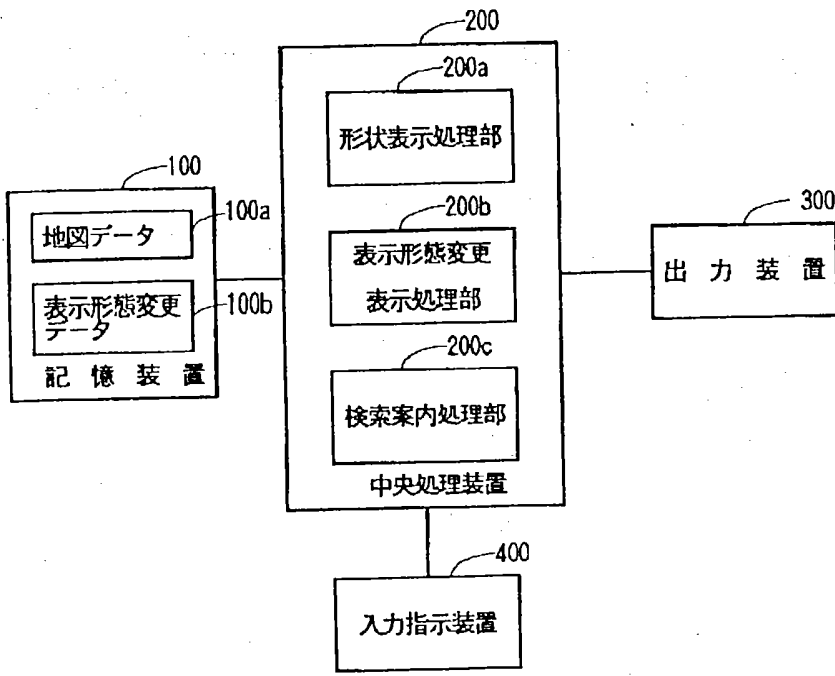 200
200a
形状表示処理部
100
100a
地図データ
200b
表示形態変更
表示処理部
300
出力装置
100b
表示形態変更
データ
記憶装置
200c
検索案内処理部
中央処理装置
400
入力指示装置